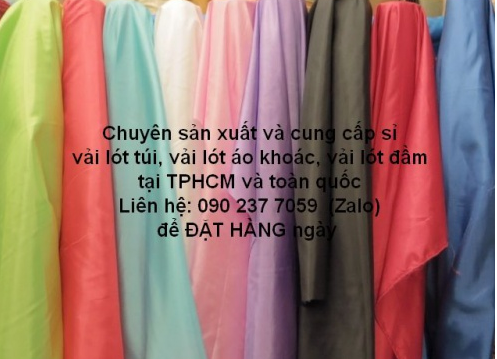 Chuyên sản xuất và cung cấp sỉ
vải lót túi, vải lót áo khoác, vải lót đầm
tại TPHCM và toàn quốc
Liên hệ: 090 237 7059 (Zalo)
để ĐẶT HÀNG ngay